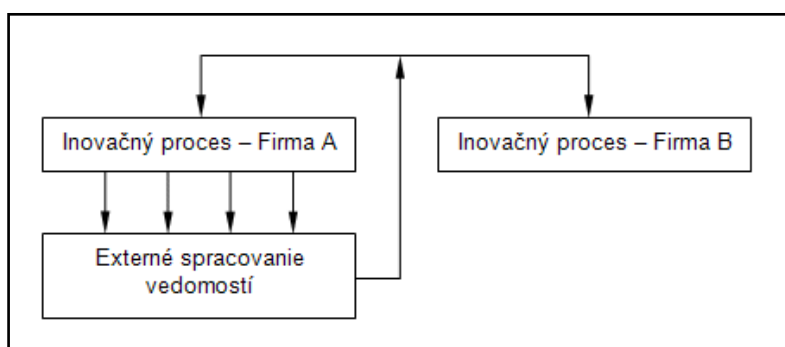 Inovačný proces – Firma A
Inovačný proces – Firma B
Externé spracovanie
vedomostí